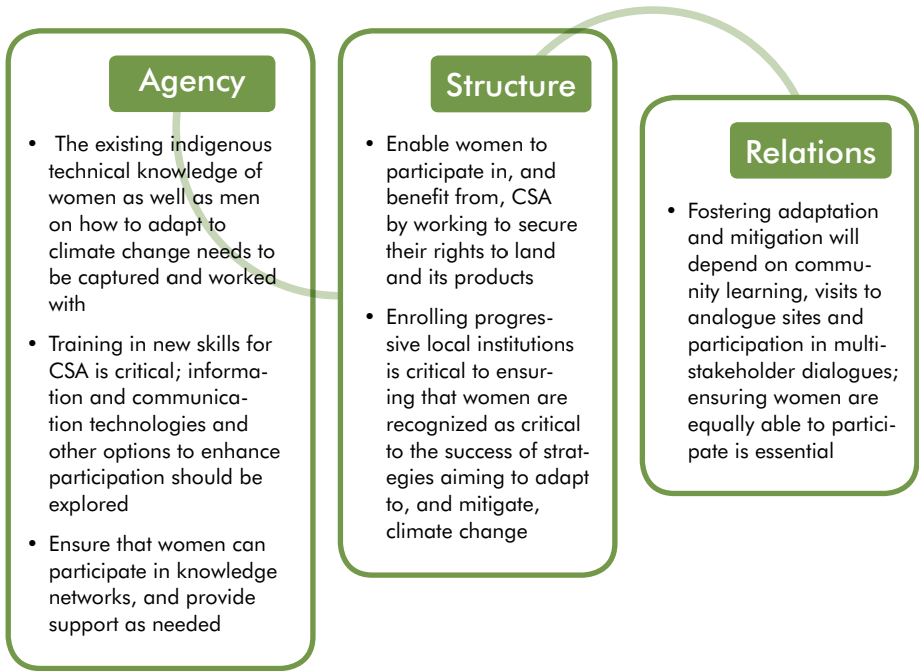 Agency
• The existing indigenous
technical knowledge of
women as well as men
on how to adapt to
climate change needs to
be captured and worked
with
• Training in new skills for
CSA is critical; informa-
tion and communica-
tion technologies and
other options to enhance
participation should be
explored
• Ensure that women can
participate in knowledge
networks, and provide
support as needed
Structure
• Enable women to
participate in, and
benefit from, CSA
by working to secure
their rights to land
and its products
• Enrolling progres-
sive local institutions
is critical to ensur-
ing that women are
recognized as critical
to the success of strat-
egies aiming to adapt
to, and mitigate,
climate change
Relations
• Fostering adaptation
and mitigation will
depend on commu-
nity learning, visits to
analogue sites and
participation in multi-
stakeholder dialogues;
ensuring women are
equally able to partici-
pate is essential